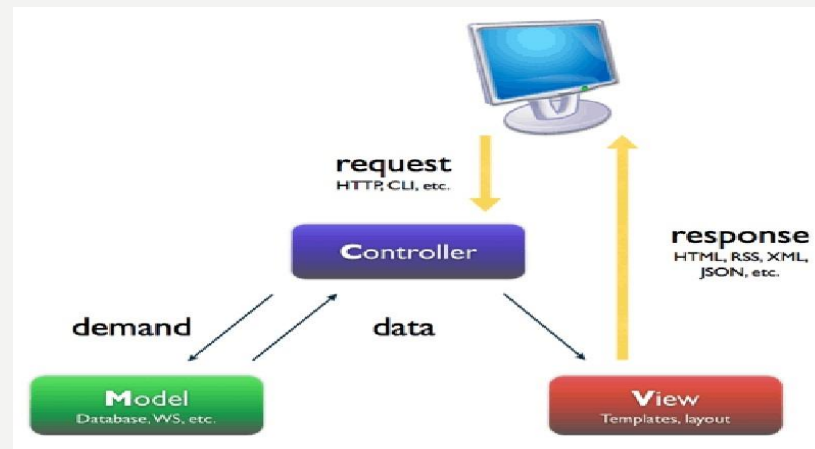 request
HTTP, CLI, etc.
Controller
response
HTML, RSS, XML,
JSON, etc.
demand
data
Model
Database, WS, etc.
View
Templates, layout